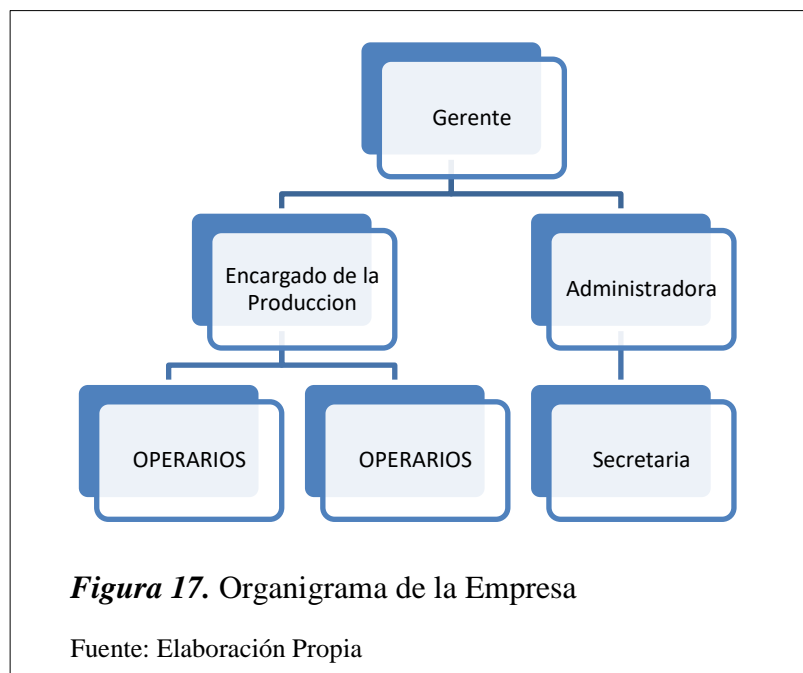 Gerente
Encargado de la
Produccion
Administradora
OPERARIOS
OPERARIOS
Secretaria
Figura 17. Organigrama de la Empresa
Fuente: Elaboración Propia